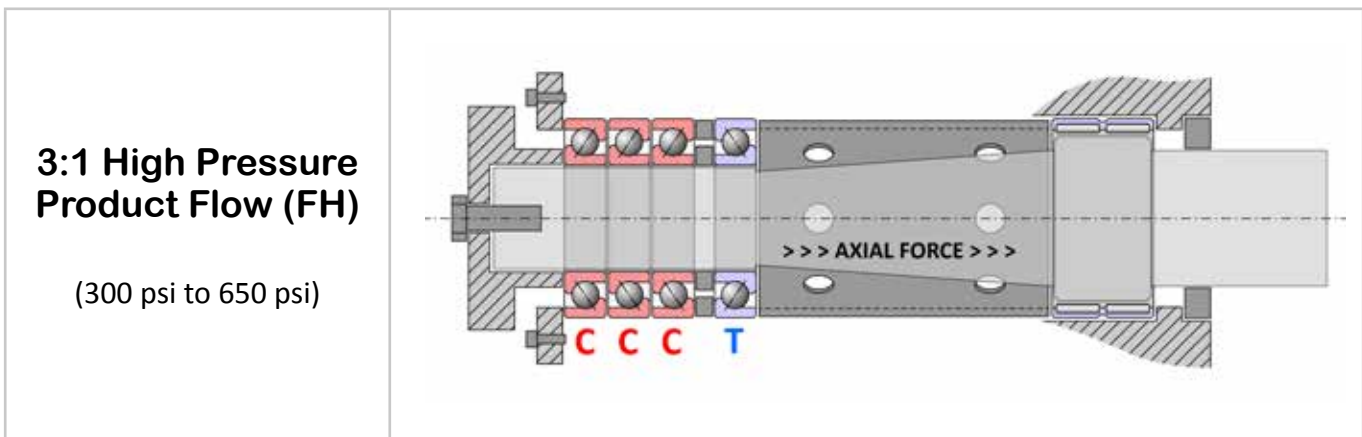 3:1 High Pressure
Product Flow (FH)
(300 psi to 650 psi)
> > > AXIAL FORCE > > >
C C C T